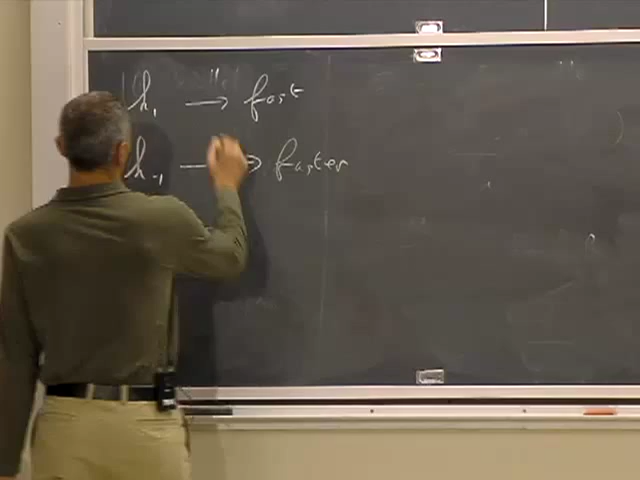 k₁ → fast
k₋₁ → faster